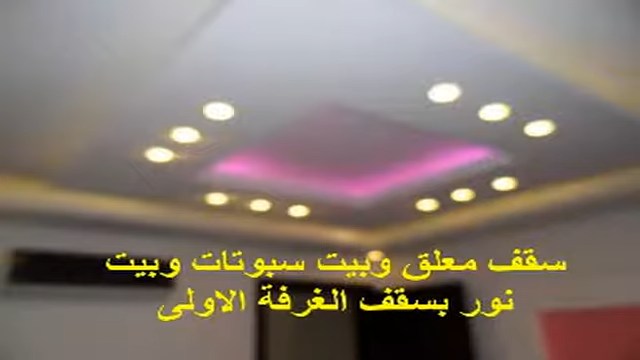 سقف معلق وبيت سبوتات وبيت
نور بسقف الغرفة الاولى